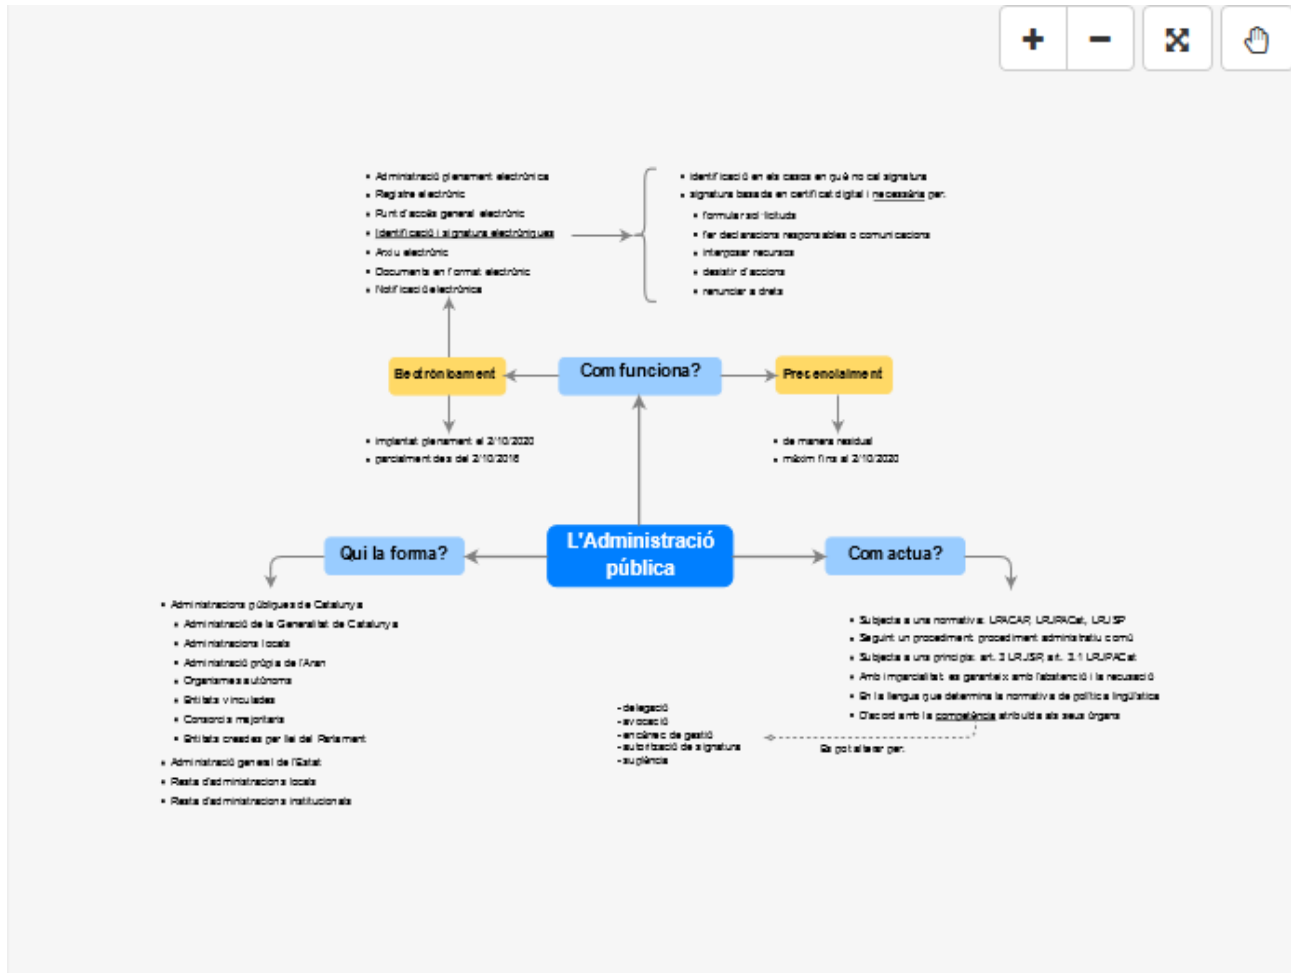 • Administració plenament electrònica
• Registre electrònic
• Punt d'accés general electrònic
• Identificació i signatura electròniques
• Arxiu electrònic
• Documents en format electrònic
• Notificació electrònica
• identificació en els casos en què no cal signatura
• signatura basada en certificat digital i necessària per:
• formular sol·licituds
• fer declaracions responsables o comunicacions
• interposar recursos
• desistir d'accions
• renunciar a drets
Electrònicament
Com funciona?
Presencialment
• implantat plenament el 2/10/2020
• parcialment des del 2/10/2016
• de manera residual
• màxim fins al 2/10/2020
L'Administració
pública
Qui la forma?
Com actua?
• Administracions públiques de Catalunya
• Administració de la Generalitat de Catalunya
• Administracions locals
• Administració pròpia de l'Aran
• Organismes autònoms
• Entitats vinculades
• Consorcis majoritaris
• Entitats creades per llei del Parlament
• Administració general de l'Estat
• Resta d'administracions locals
• Resta d'administracions institucionals
• Subjecta a una normativa: LPACAP, LRJPACat, LRJSP
• Seguint un procediment: procediment administratiu comú
• Subjecta a uns principis: art. 3 LRJSP, art. 3.1 LRJPACat
• Amb imparcialitat: es garanteix amb l'abstenció i la recusació
• En la llengua que determina la normativa de política lingüística
• D'acord amb la competència atribuïda als seus òrgans
Es pot alterar per:
- delegació
- avocació
- encàrrec de gestió
- autorització de signatura
- suplència